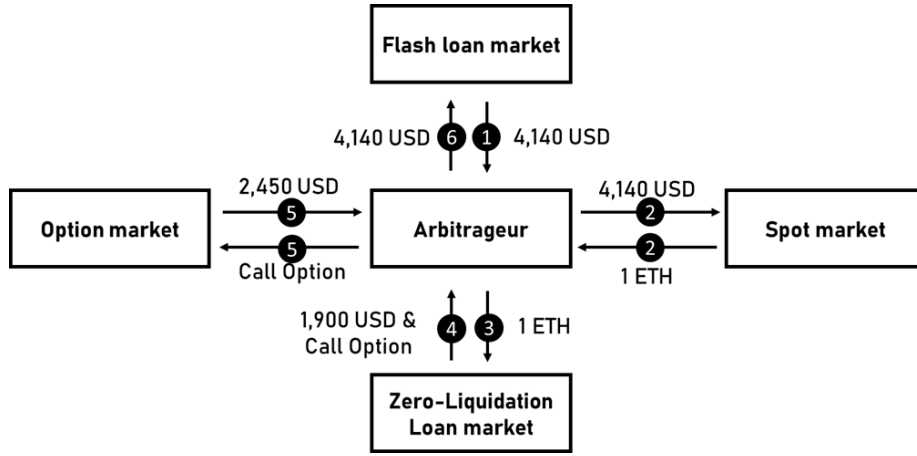 Flash loan market
4,140 USD 6 1 4,140 USD
2,450 USD
4,140 USD
5
2
Option market
Arbitrageur
Spot market
5
2
Call Option
1 ETH
1,900 USD &
Call Option
4 3 1 ETH
Zero-Liquidation
Loan market